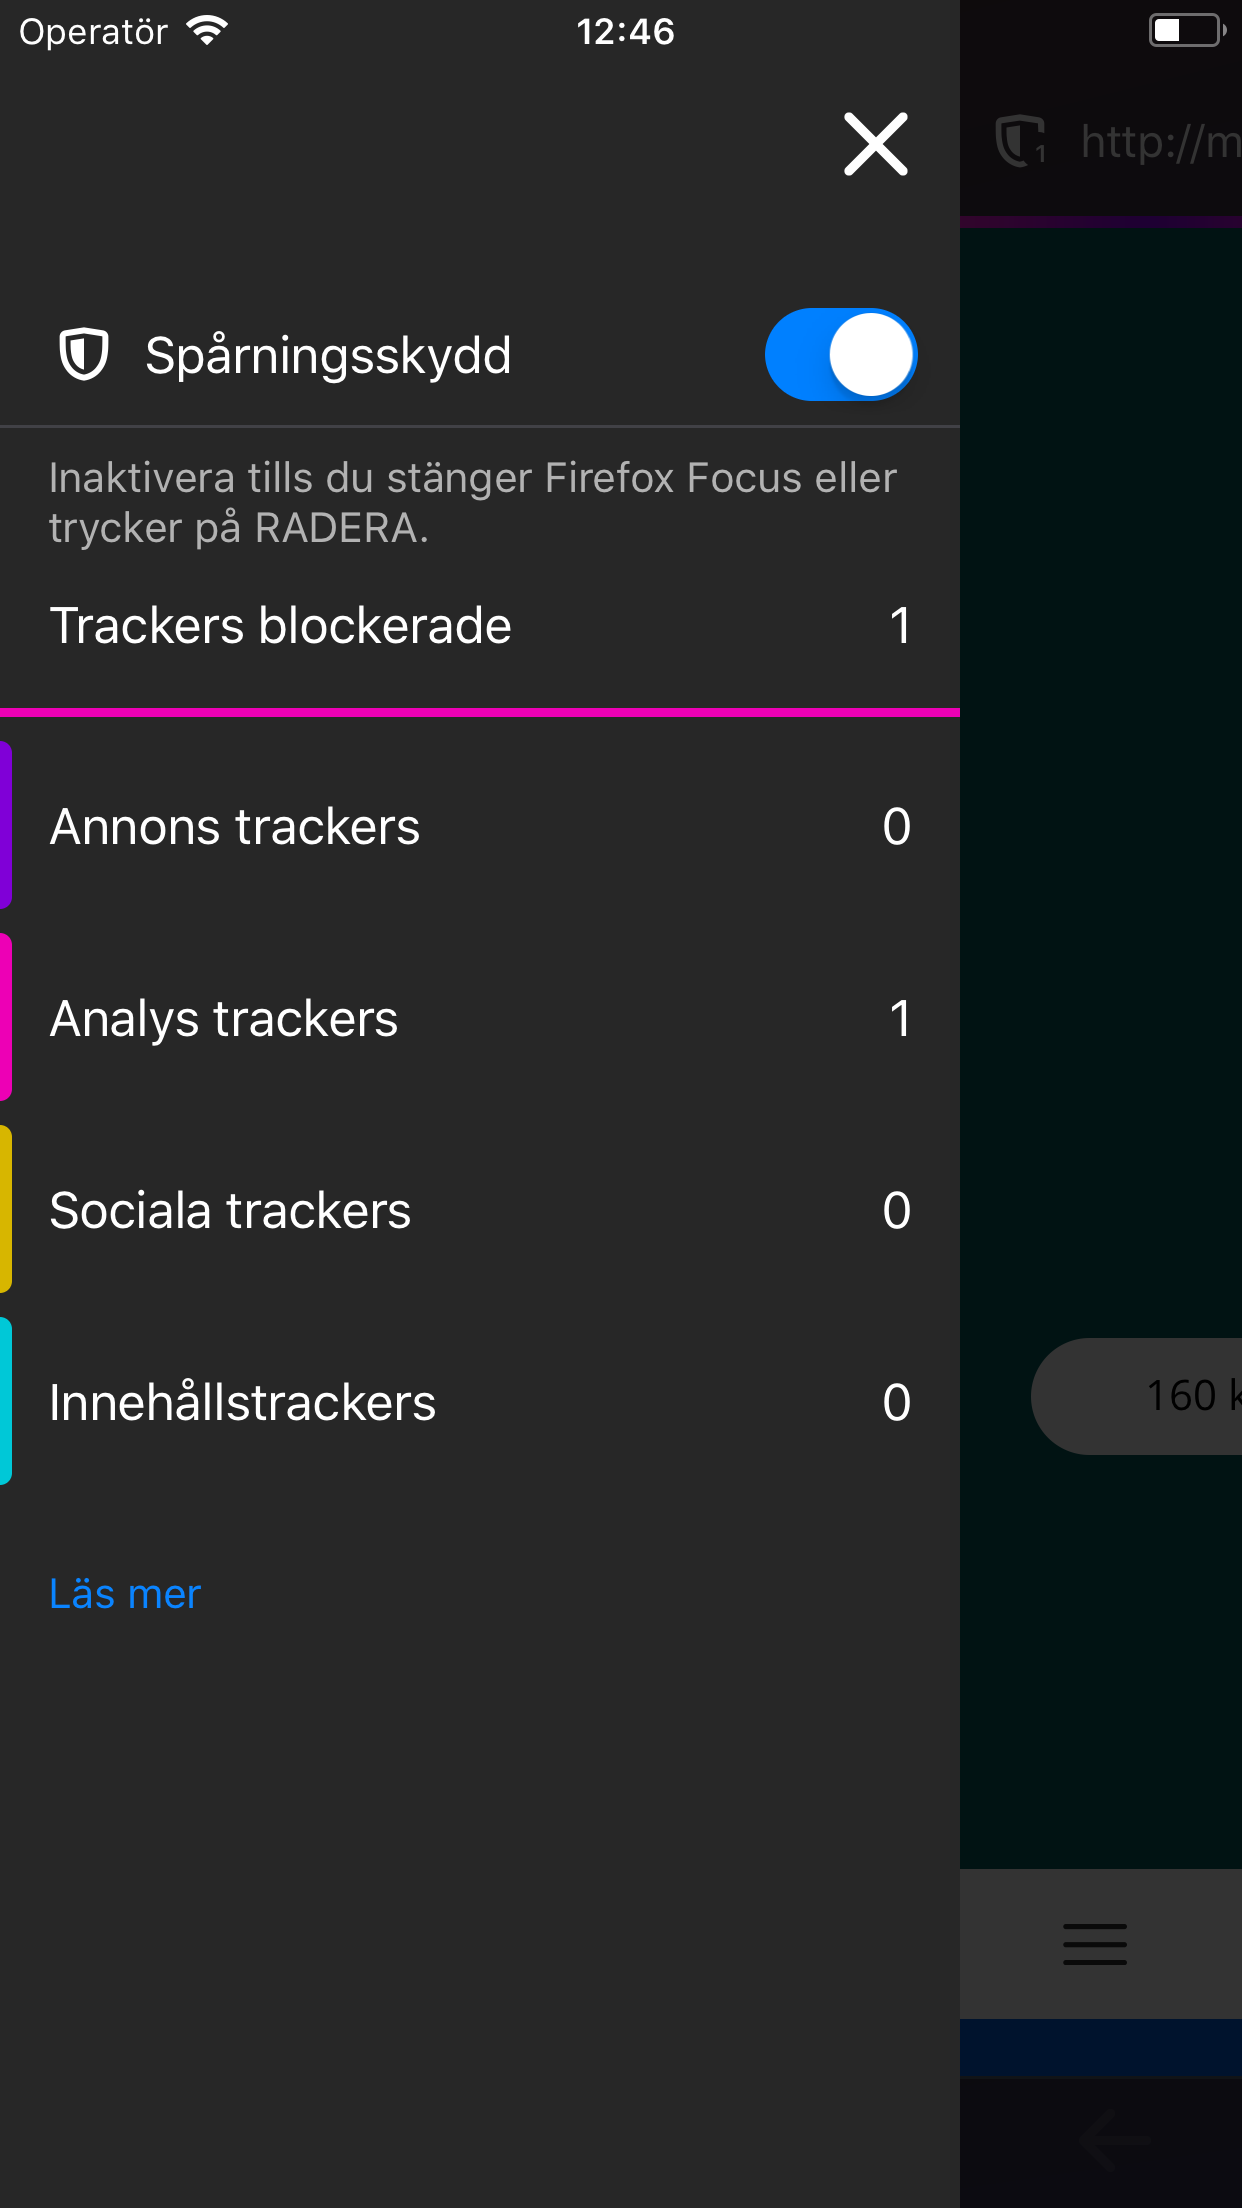 Operatör 12:46
1 http://m
Spårningsskydd
Inaktivera tills du stänger Firefox Focus eller
trycker på RADERA.
Trackers blockerade 1
Annons trackers 0
Analys trackers 1
Sociala trackers 0
Innehållstrackers 0
160 k
Läs mer